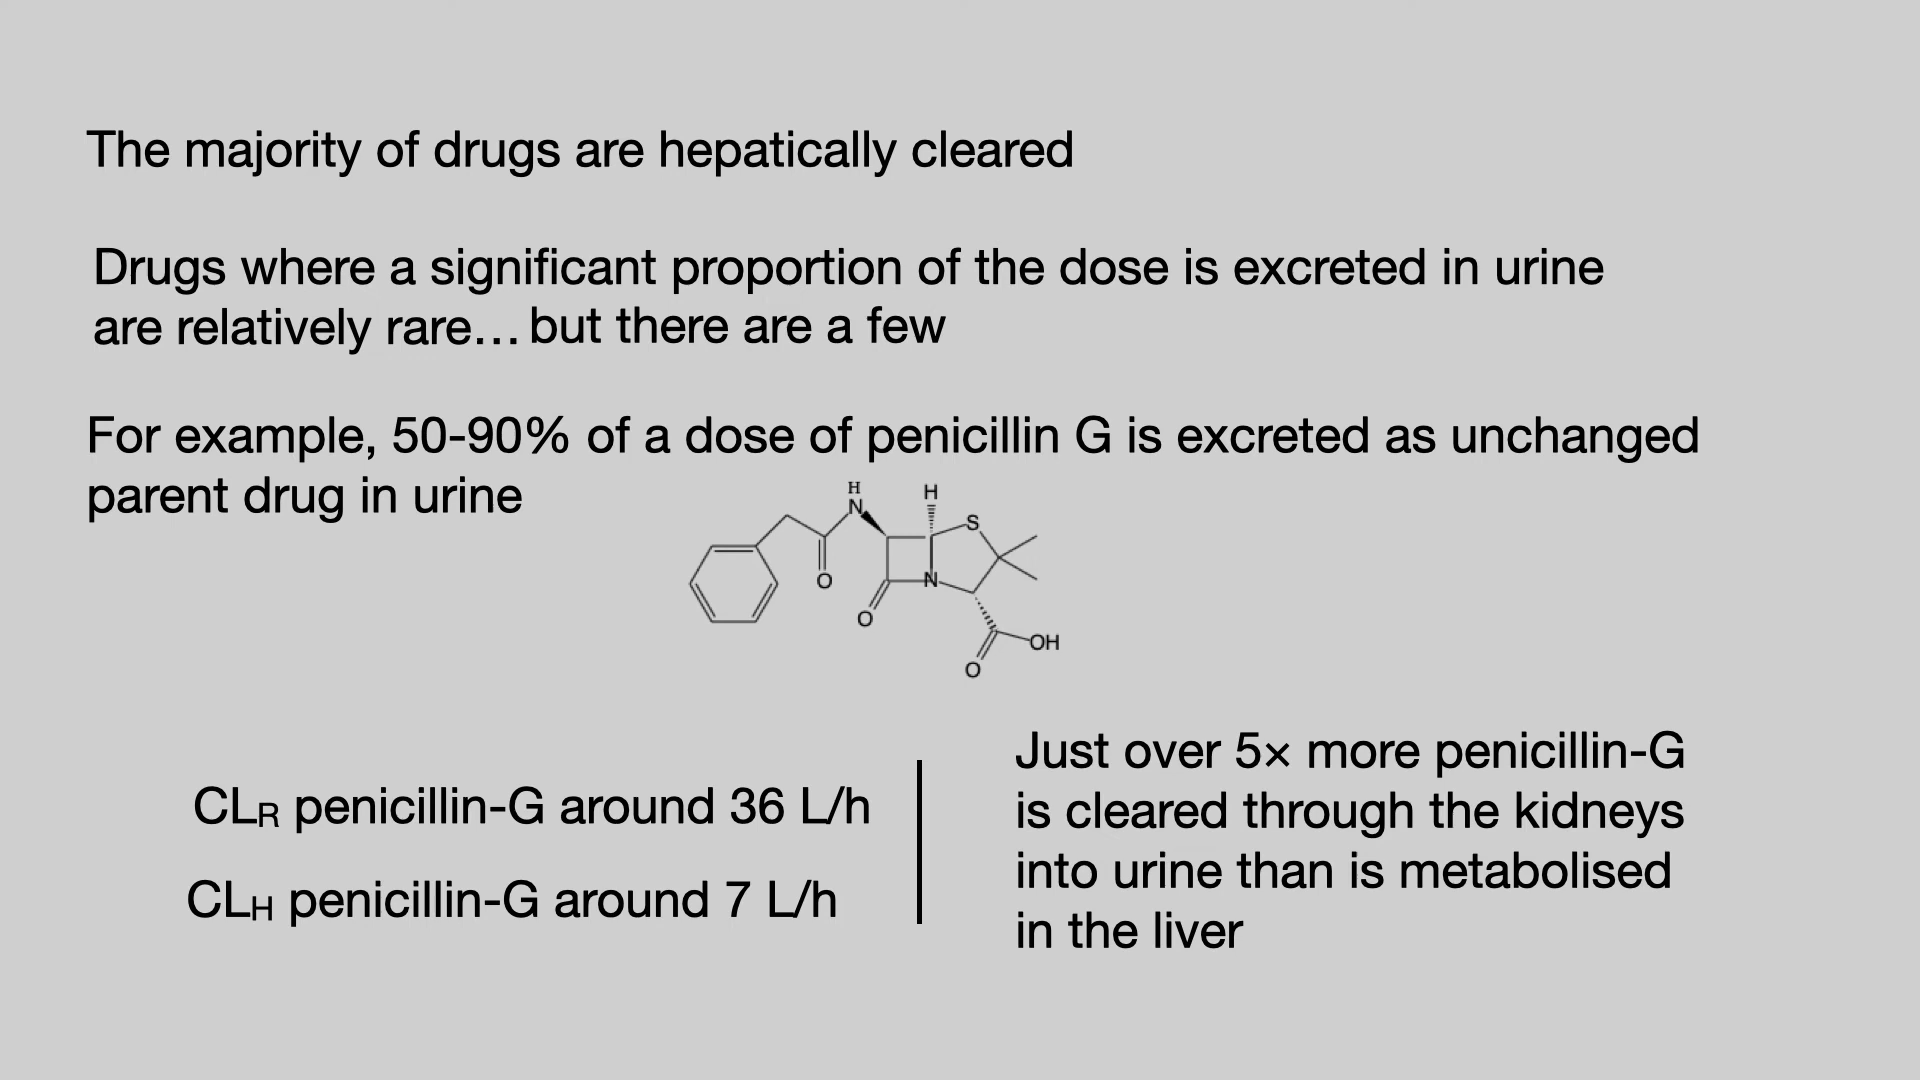 The majority of drugs are hepatically cleared
Drugs where a significant proportion of the dose is excreted in urine
are relatively rare… but there are a few
For example, 50-90% of a dose of penicillin G is excreted as unchanged
parent drug in urine
H
N
H
S
O
N
O
OH
O
CLR penicillin-G around 36 L/h
CLH penicillin-G around 7 L/h
Just over 5× more penicillin-G
is cleared through the kidneys
into urine than is metabolised
in the liver